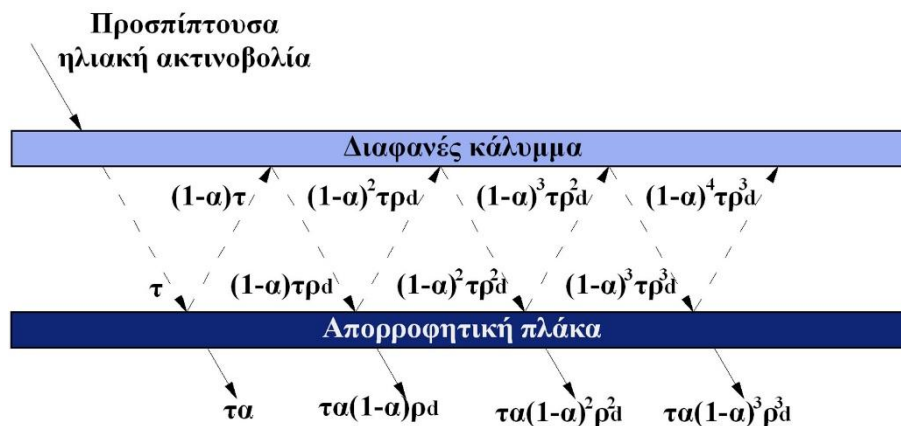 Προσπίπτουσα
ηλιακή ακτινοβολία
Διαφανές κάλυμμα
(1-α)τ (1-α)²τρd (1-α)³τρ²d (1-α)⁴τρ³d
τ (1-α)τρd (1-α)²τρ²d (1-α)³τρ³d
Απορροφητική πλάκα
τα τα(1-α)ρd τα(1-α)²ρ²d τα(1-α)³ρ³d